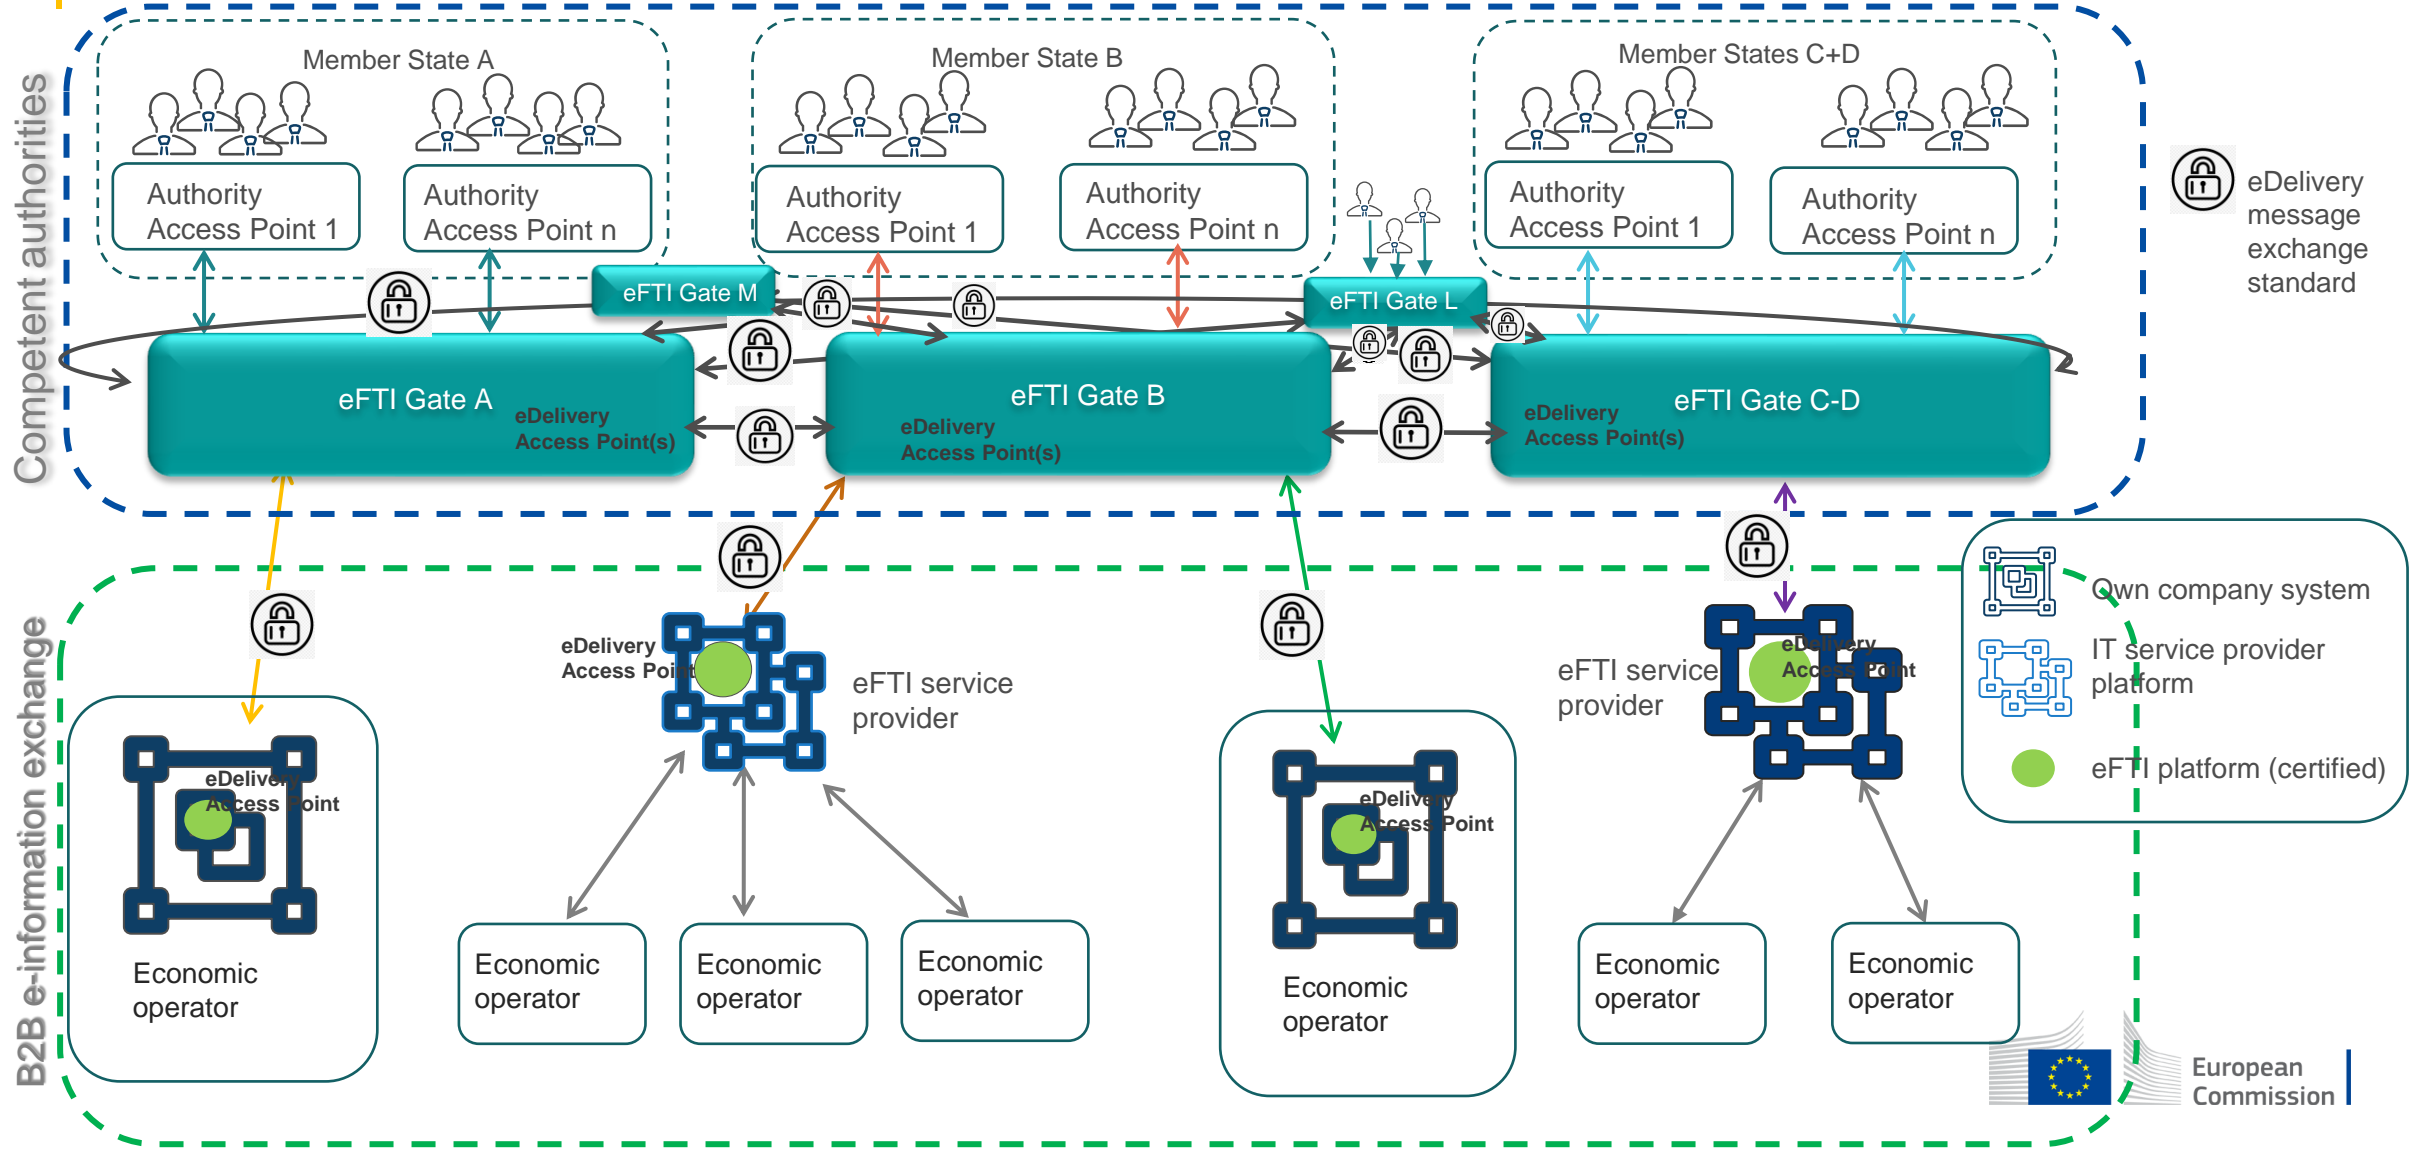 Competent authorities
Member State A
Member State B
Member States C+D
Authority
Access Point 1
Authority
Access Point n
Authority
Access Point 1
Authority
Access Point n
Authority
Access Point 1
Authority
Access Point n
eDelivery
message
exchange
standard
eFTI Gate M
eFTI Gate L
eFTI Gate A
eDelivery
Access Point(s)
eFTI Gate B
eDelivery
Access Point(s)
eFTI Gate C-D
eDelivery
Access Point(s)
B2B e-information exchange
eDelivery
Access Point
Economic
operator
eDelivery
Access Point
eFTI service
provider
Economic
operator
Economic
operator
Economic
operator
eDelivery
Access Point
Economic
operator
eFTI service
provider
eDelivery
Access Point
Economic
operator
Economic
operator
Own company system
IT service provider
platform
eFTI platform (certified)
European
Commission